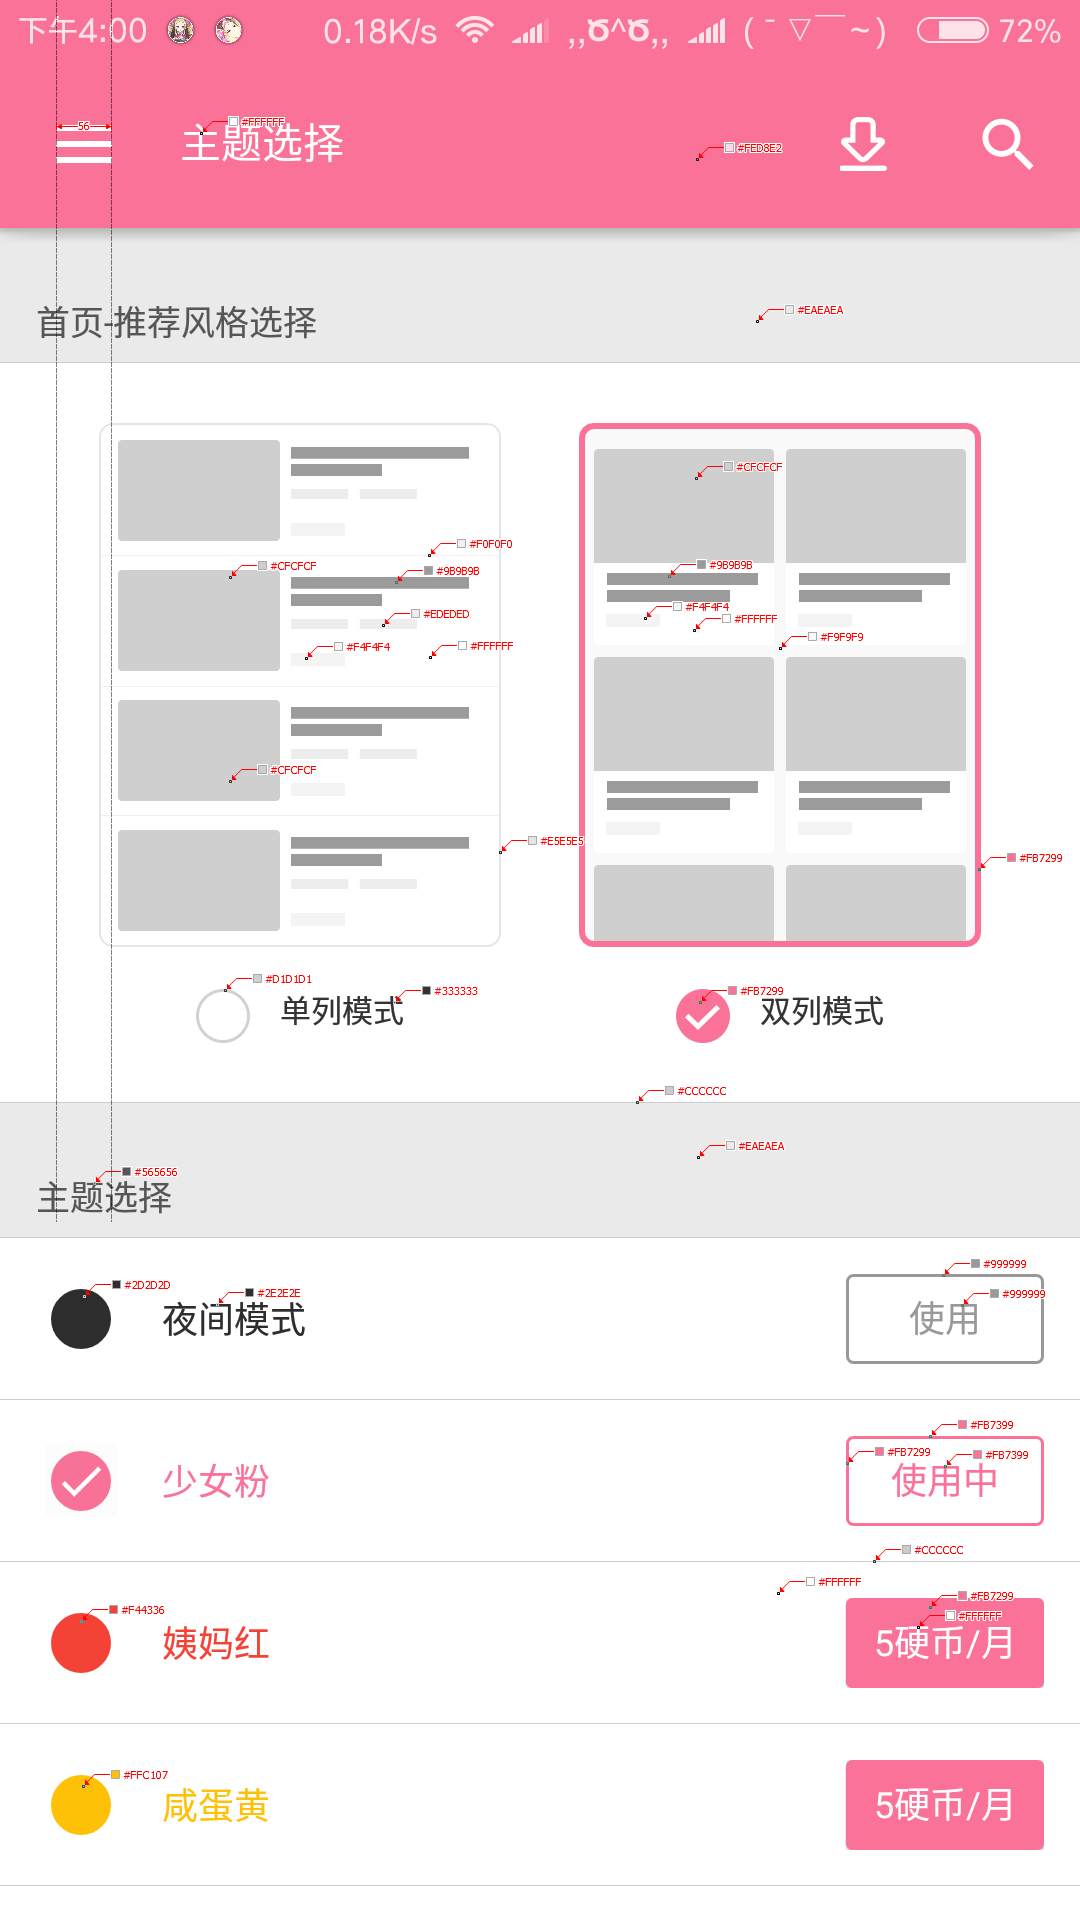 下午4:00 0.18K/s ,,Ծ^Ծ,, (¯▽￣~) 72%
56
#FFFFFF
主题选择
#FED8E2
首页-推荐风格选择
#EAEAEA
#CFCFCF
#F0F0F0
#CFCFCF
#9B9B9B
#9B9B9B
#EDEDED
#F4F4F4
#FFFFFF
#F4F4F4
#FFFFFF
#F9F9F9
#CFCFCF
#E5E5E5
#FB7299
#D1D1D1
#333333
#FB7299
单列模式
双列模式
#CCCCCC
#EAEAEA
#565656
主题选择
#999999
#2D2D2D
#2E2E2E
#999999
夜间模式
使用
#FB7399
#FB7299
#FB7399
少女粉
使用中
#CCCCCC
#FFFFFF
#FB7299
#F44336
#FFFFFF
姨妈红
5硬币/月
#FFC107
咸蛋黄
5硬币/月